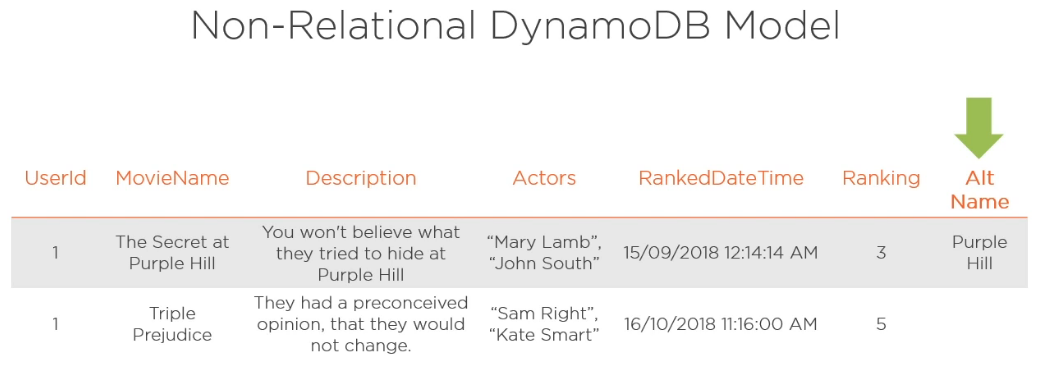 Non-Relational DynamoDB Model
UserId MovieName Description Actors RankedDateTime Ranking Alt
Name
The Secret at
Purple Hill
You won't believe what
they tried to hide at
Purple Hill
1
“Mary Lamb”,
“John South”
15/09/2018 12:14:14 AM
3
Purple
Hill
1
Triple
Prejudice
They had a preconceived
opinion, that they would
not change.
“Sam Right”,
“Kate Smart”
16/10/2018 11:16:00 AM
5